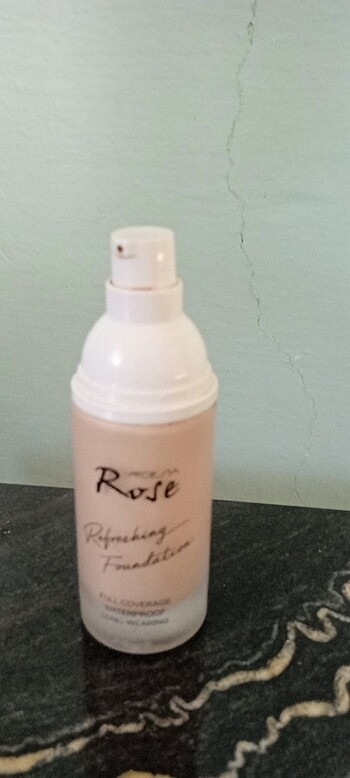 Rose
Refreshing
Foundation
FULL COVERAGE
WATERPROOF
LONG WEARING